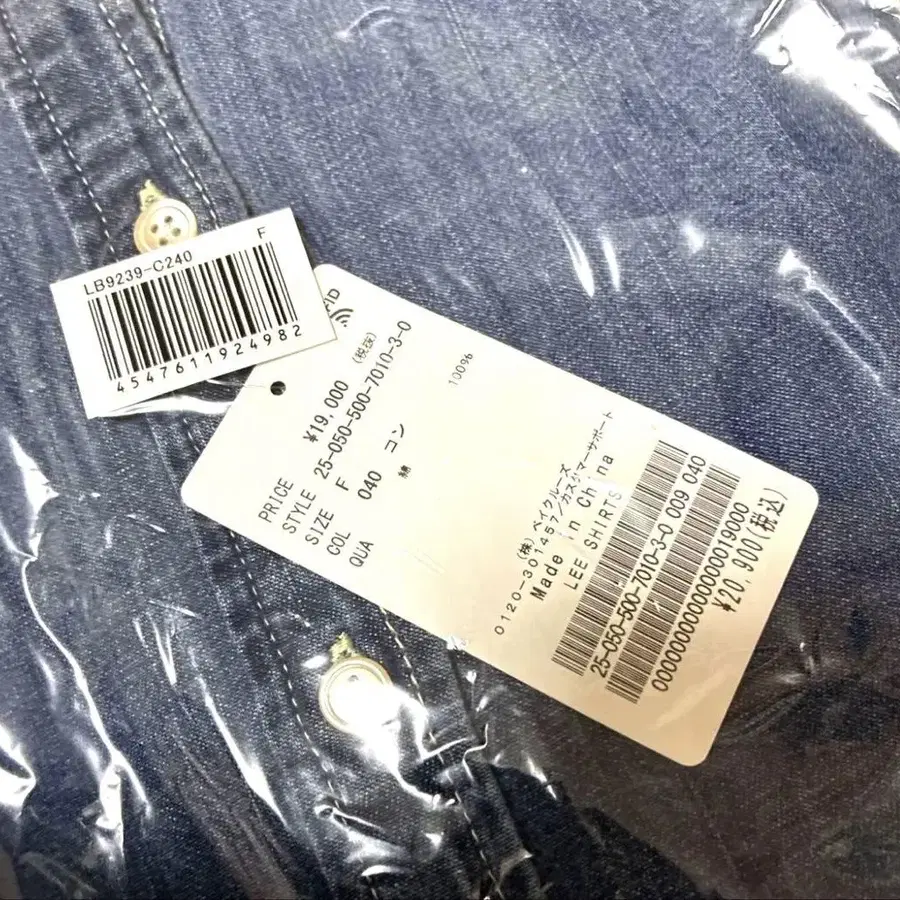 LB9239-C240 F
4547611924982
PRICE ¥19,000 (税抜)
STYLE 25-050-500-7010-3-0
SIZE F
COL 040 コン
QUA 綿
10096
(株)ベイクルーズ
0120-301457/カスタマーサポート
Made in China
LEE SHIRTS
25-050-500-7010-3-0 009 040
0000000000000000019000
¥20,900(税込)